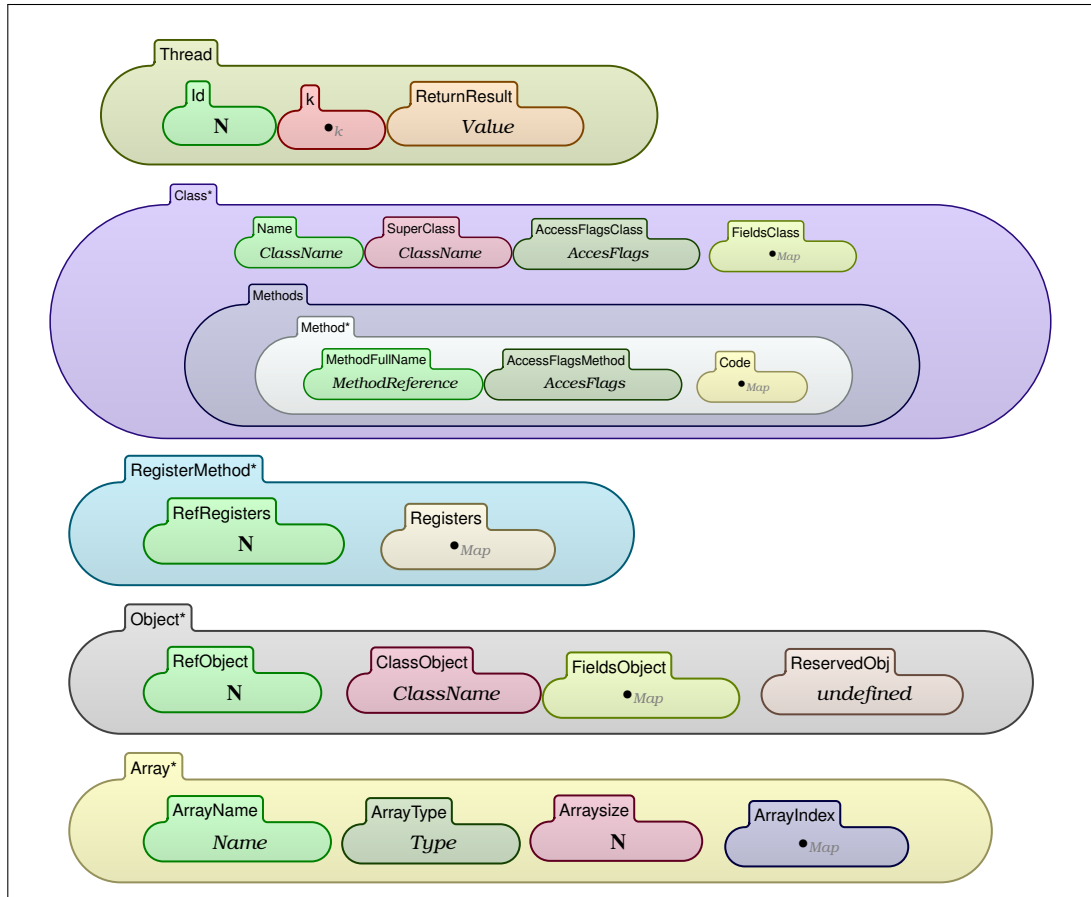 Thread
Id k ReturnResult
N •k Value
Class*
Name SuperClass AccessFlagsClass FieldsClass
ClassName ClassName AccesFlags •Map
Methods
Method*
MethodFullName AccessFlagsMethod Code
MethodReference AccesFlags •Map
RegisterMethod*
RefRegisters Registers
N •Map
Object*
RefObject ClassObject FieldsObject ReservedObj
N ClassName •Map undefined
Array*
ArrayName ArrayType Arraysize ArrayIndex
Name Type N •Map